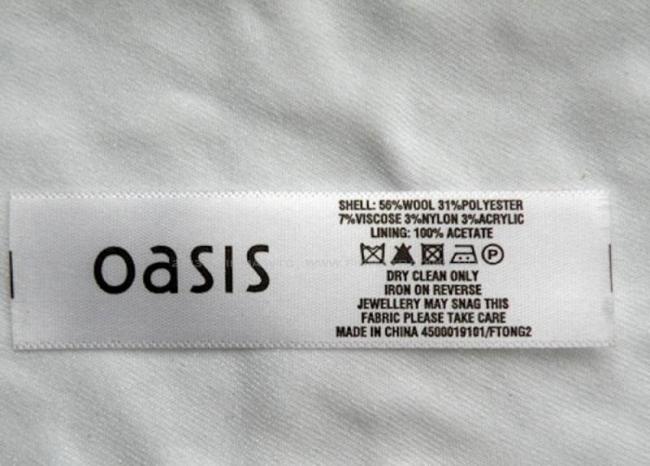 oasis
SHELL: 56%WOOL 31%POLYESTER
7%VISCOSE 3%NYLON 3%ACRYLIC
LINING: 100% ACETATE
P
DRY CLEAN ONLY
IRON ON REVERSE
JEWELLERY MAY SNAG THIS
FABRIC PLEASE TAKE CARE
MADE IN CHINA 4500019101/FTONG2